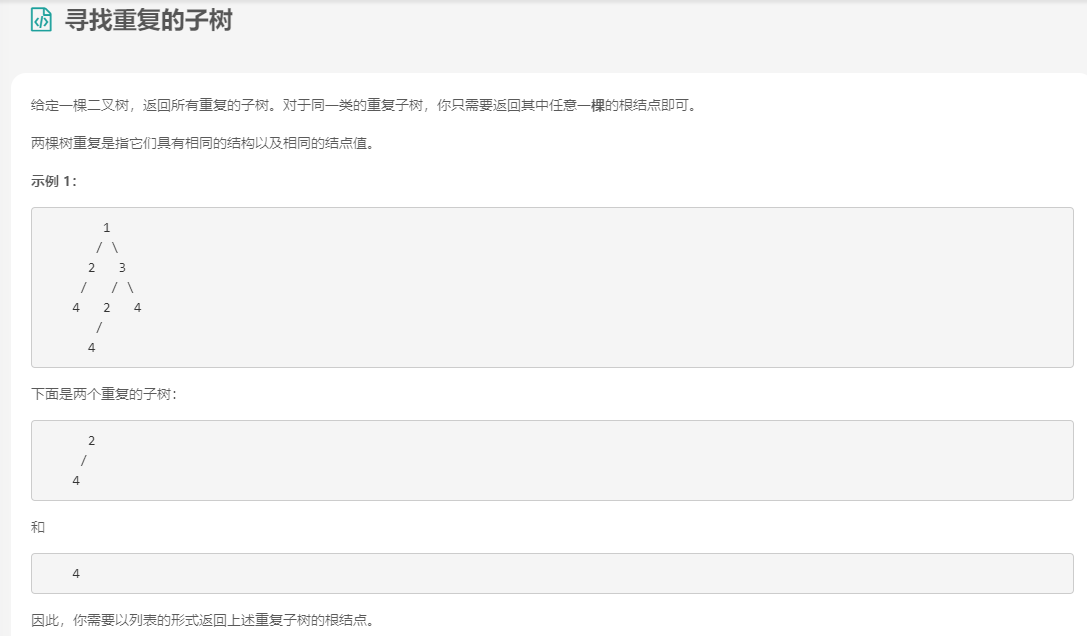 寻找重复的子树
给定一棵二叉树，返回所有重复的子树。对于同一类的重复子树，你只需要返回其中任意一棵的根结点即可。
两棵树重复是指它们具有相同的结构以及相同的结点值。
示例 1：
        1
       / \
      2   3
     /   / \
    4   2   4
       /
      4
下面是两个重复的子树：
      2
     /
    4
和
    4
因此，你需要以列表的形式返回上述重复子树的根结点。